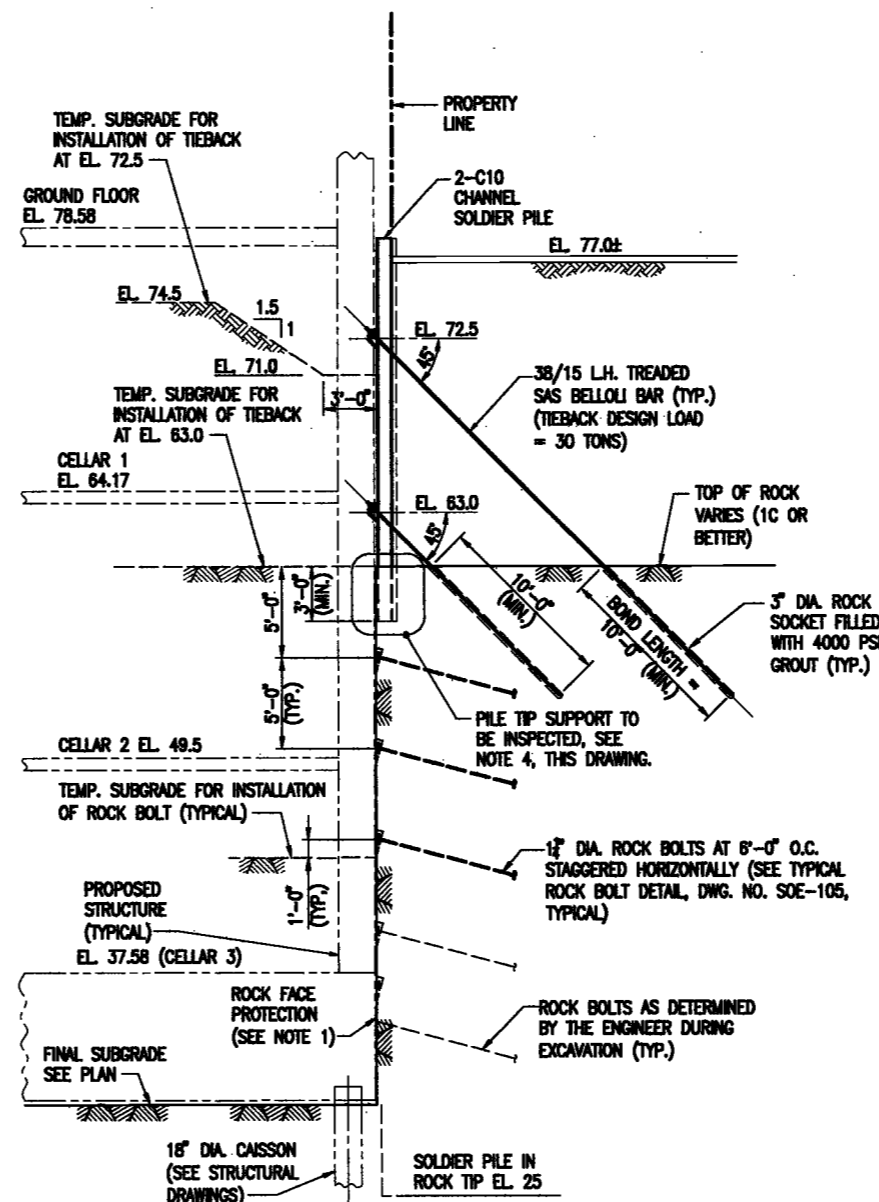 PROPERTY
LINE
TEMP. SUBGRADE FOR
INSTALLATION OF TIEBACK
AT EL. 72.5
2-C10
CHANNEL
SOLDIER PILE
GROUND FLOOR
EL. 78.58
EL. 77.0±
EL. 74.5
1.5
1
EL. 72.5
45°
EL. 71.0
3'-0"
38/15 L.H. TREADED
SAS BELLOLI BAR (TYP.)
(TIEBACK DESIGN LOAD
= 30 TONS)
TEMP. SUBGRADE FOR
INSTALLATION OF TIEBACK
AT EL. 63.0
CELLAR 1
EL. 64.17
EL. 63.0
45°
TOP OF ROCK
VARIES (1C OR
BETTER)
5'-0"
3'-0"
(MIN.)
10'-0"
(MIN.)
BOND LENGTH =
10'-0" (MIN.)
3" DIA. ROCK
SOCKET FILLED
WITH 4000 PSI
GROUT (TYP.)
5'-0"
(TYP.)
PILE TIP SUPPORT TO
BE INSPECTED, SEE
NOTE 4, THIS DRAWING.
CELLAR 2 EL. 49.5
TEMP. SUBGRADE FOR INSTALLATION
OF ROCK BOLT (TYPICAL)
1'-0"
(TYP.)
DIA. ROCK BOLTS AT 6'-0" O.C.
STAGGERED HORIZONTALLY (SEE TYPICAL
ROCK BOLT DETAIL, DWG. NO. SOE-105,
TYPICAL)
PROPOSED
STRUCTURE
(TYPICAL)
EL. 37.58 (CELLAR 3)
ROCK FACE
PROTECTION
(SEE NOTE 1)
ROCK BOLTS AS DETERMINED
BY THE ENGINEER DURING
EXCAVATION (TYP.)
FINAL SUBGRADE
SEE PLAN
18" DIA. CAISSON
(SEE STRUCTURAL
DRAWINGS)
SOLDIER PILE IN
ROCK TIP EL. 25